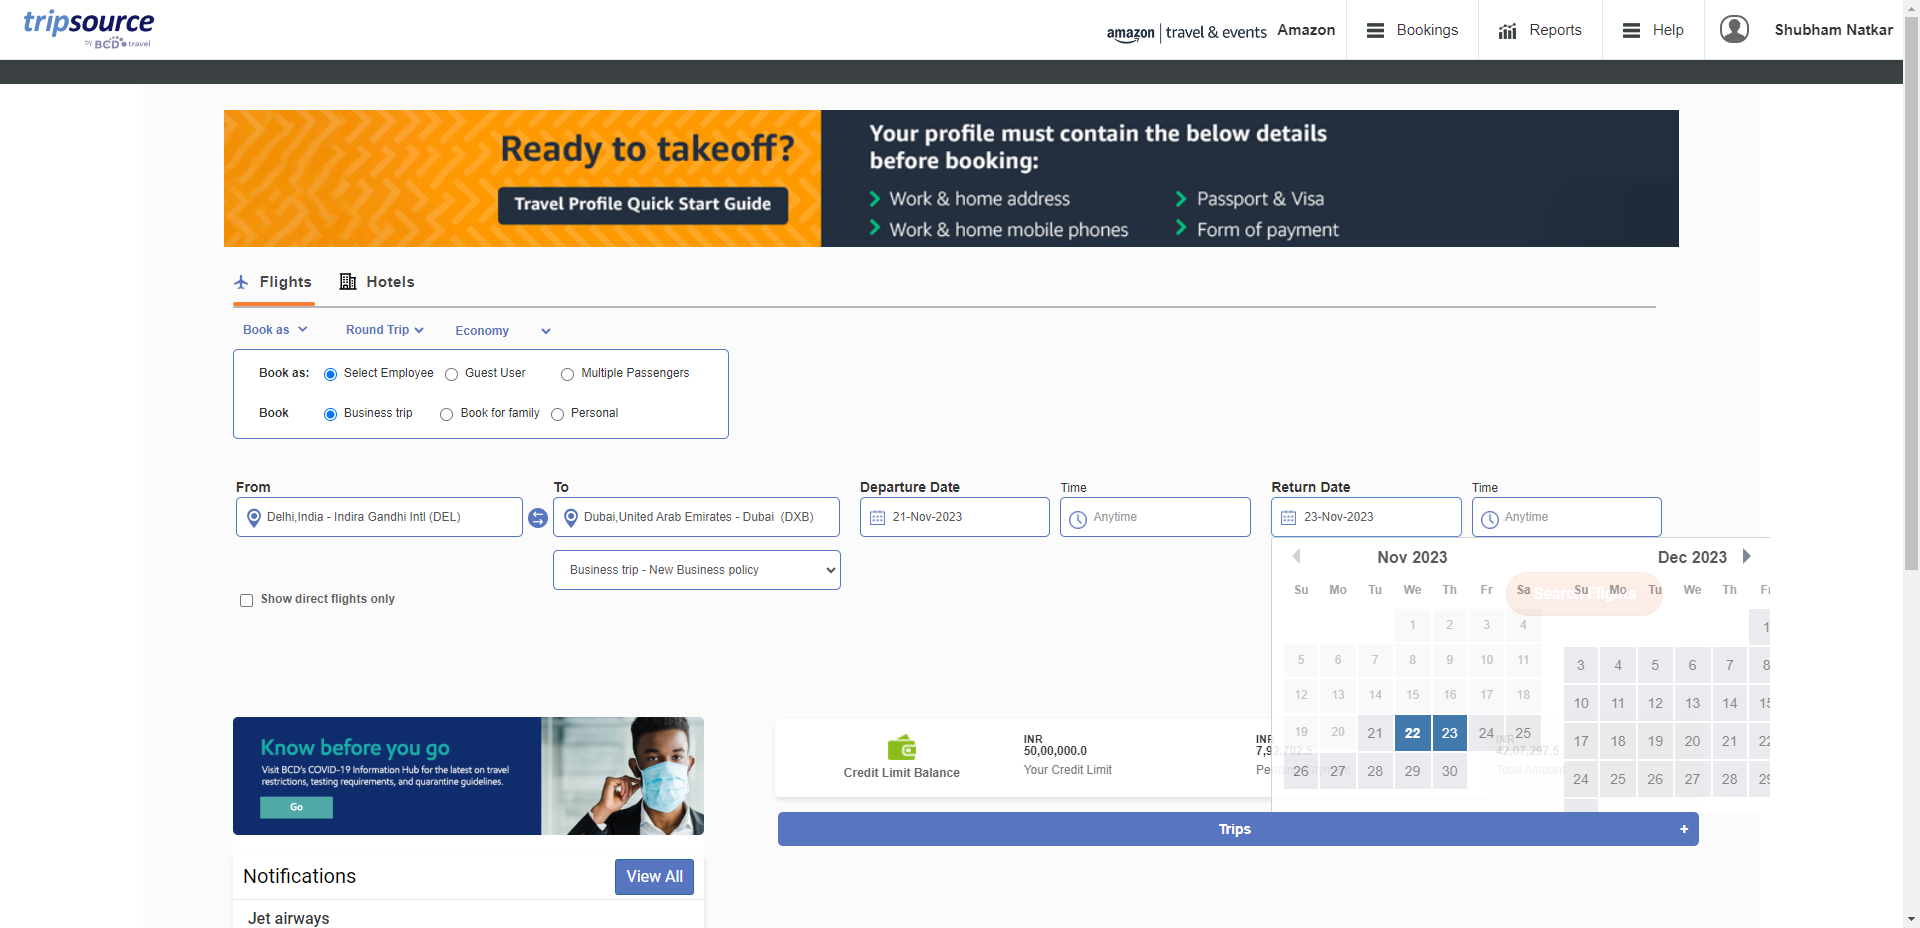 tripsource
by BCD travel
amazon | travel & events Amazon
Bookings
Reports
Help
Shubham Natkar
Ready to takeoff?
Travel Profile Quick Start Guide
Your profile must contain the below details
before booking:
Work & home address
Passport & Visa
Work & home mobile phones
Form of payment
Flights
Hotels
Book as
Round Trip
Economy
Book as: Select Employee Guest User Multiple Passengers
Book Business trip Book for family Personal
From
Delhi,India - Indira Gandhi Intl (DEL)
To
Dubai,United Arab Emirates - Dubai (DXB)
Departure Date
21-Nov-2023
Time
Anytime
Return Date
23-Nov-2023
Time
Anytime
Business trip - New Business policy
Show direct flights only
Search Flights
Nov 2023
Su Mo Tu We Th Fr Sa
1 2 3 4
5 6 7 8 9 10 11
12 13 14 15 16 17 18
19 20 21 22 23 24 25
26 27 28 29 30
Dec 2023
Su Mo Tu We Th
1
3 4 5 6 7 8
10 11 12 13 14 15
17 18 19 20 21 22
24 25 26 27 28 29
Know before you go
Visit BCD's COVID-19 Information Hub for the latest on travel
restrictions, testing requirements, and quarantine guidelines.
Go
Credit Limit Balance
INR
50,00,000.0
Your Credit Limit
INR
7,92,702.5
INR
42,07,297.5
Total Amount
Trips +
Notifications
View All
Jet airways